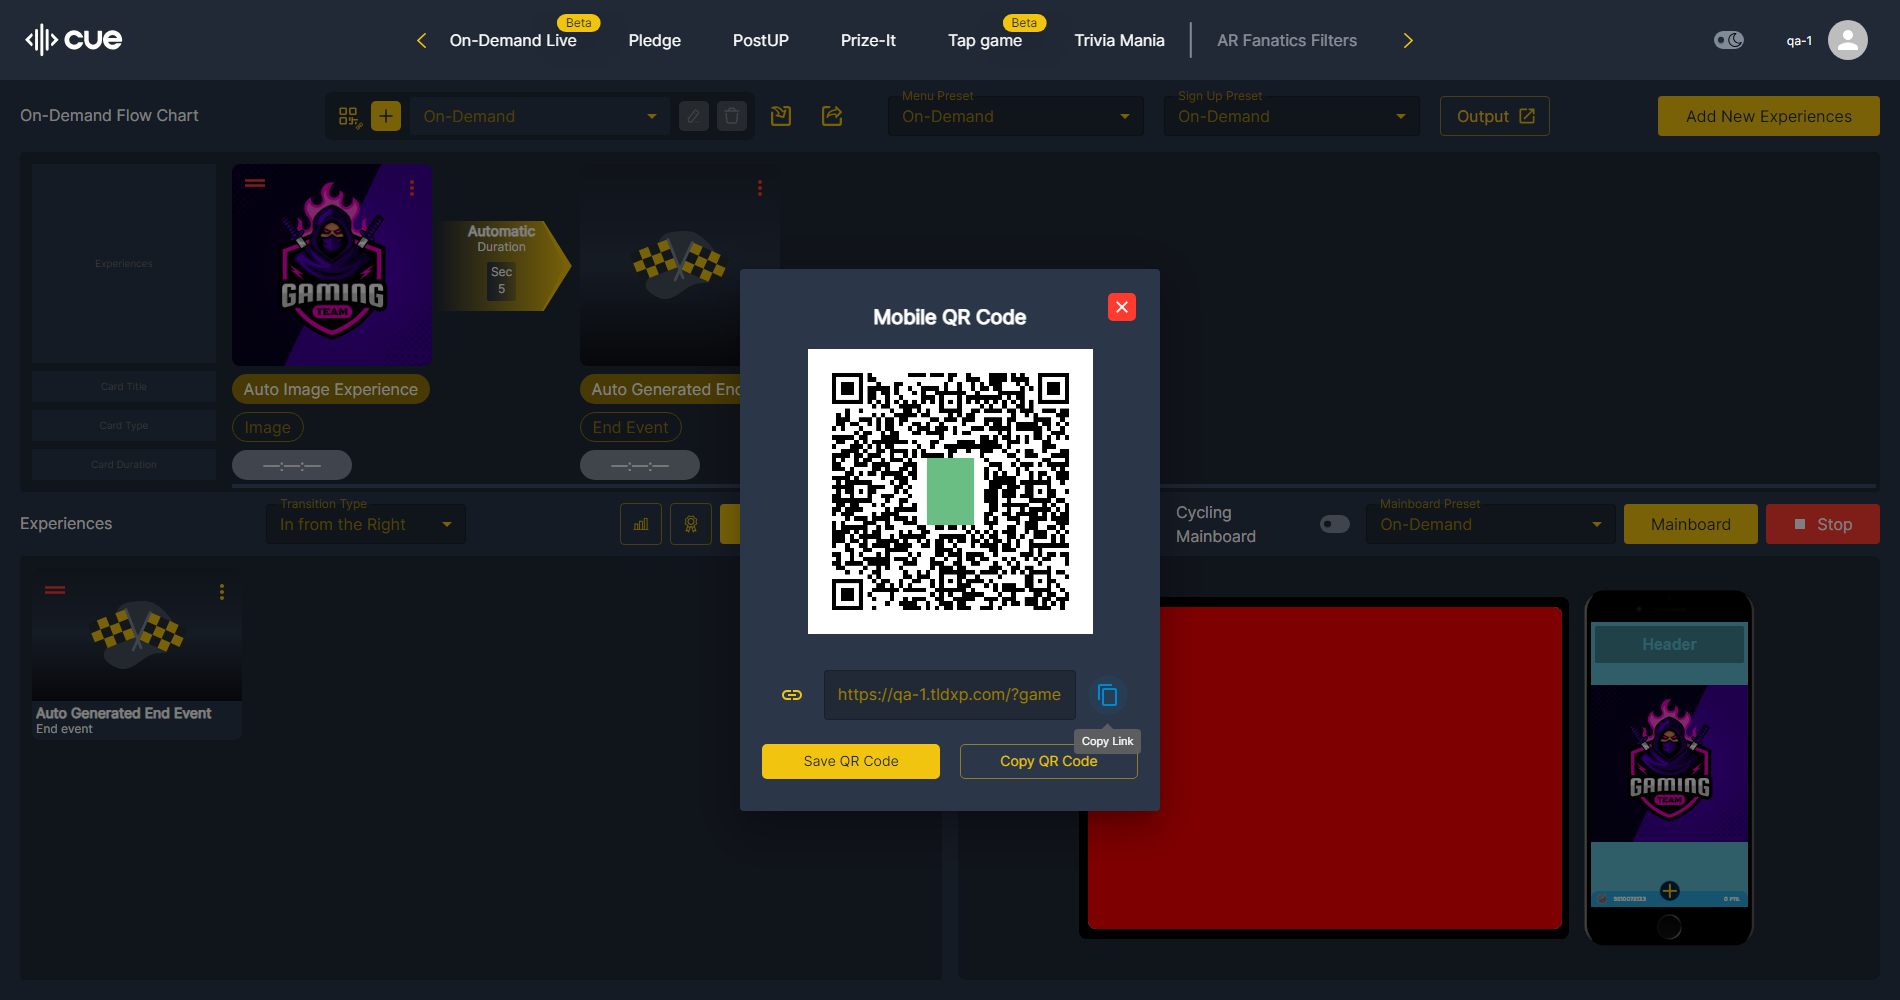 cue
On-Demand Live
Beta
Pledge
PostUP
Prize-It
Tap game
Beta
Trivia Mania
AR Fanatics Filters
qa-1
On-Demand Flow Chart
On-Demand
Menu Preset
On-Demand
Sign Up Preset
On-Demand
Output
Add New Experiences
Experiences
Card Title
Card Type
Card Duration
GAMING
TEAM
Automatic
Duration
Sec
5
Auto Image Experience
Image
—:—:—
Auto Generated End
End Event
—:—:—
Mobile QR Code
https://qa-1.tldxp.com/?game
Copy Link
Save QR Code
Copy QR Code
Experiences
Transition Type
In from the Right
Cycling
Mainboard
Mainboard Preset
On-Demand
Mainboard
Stop
Auto Generated End Event
End event
Header
GAMING
TEAM
0 PTS.